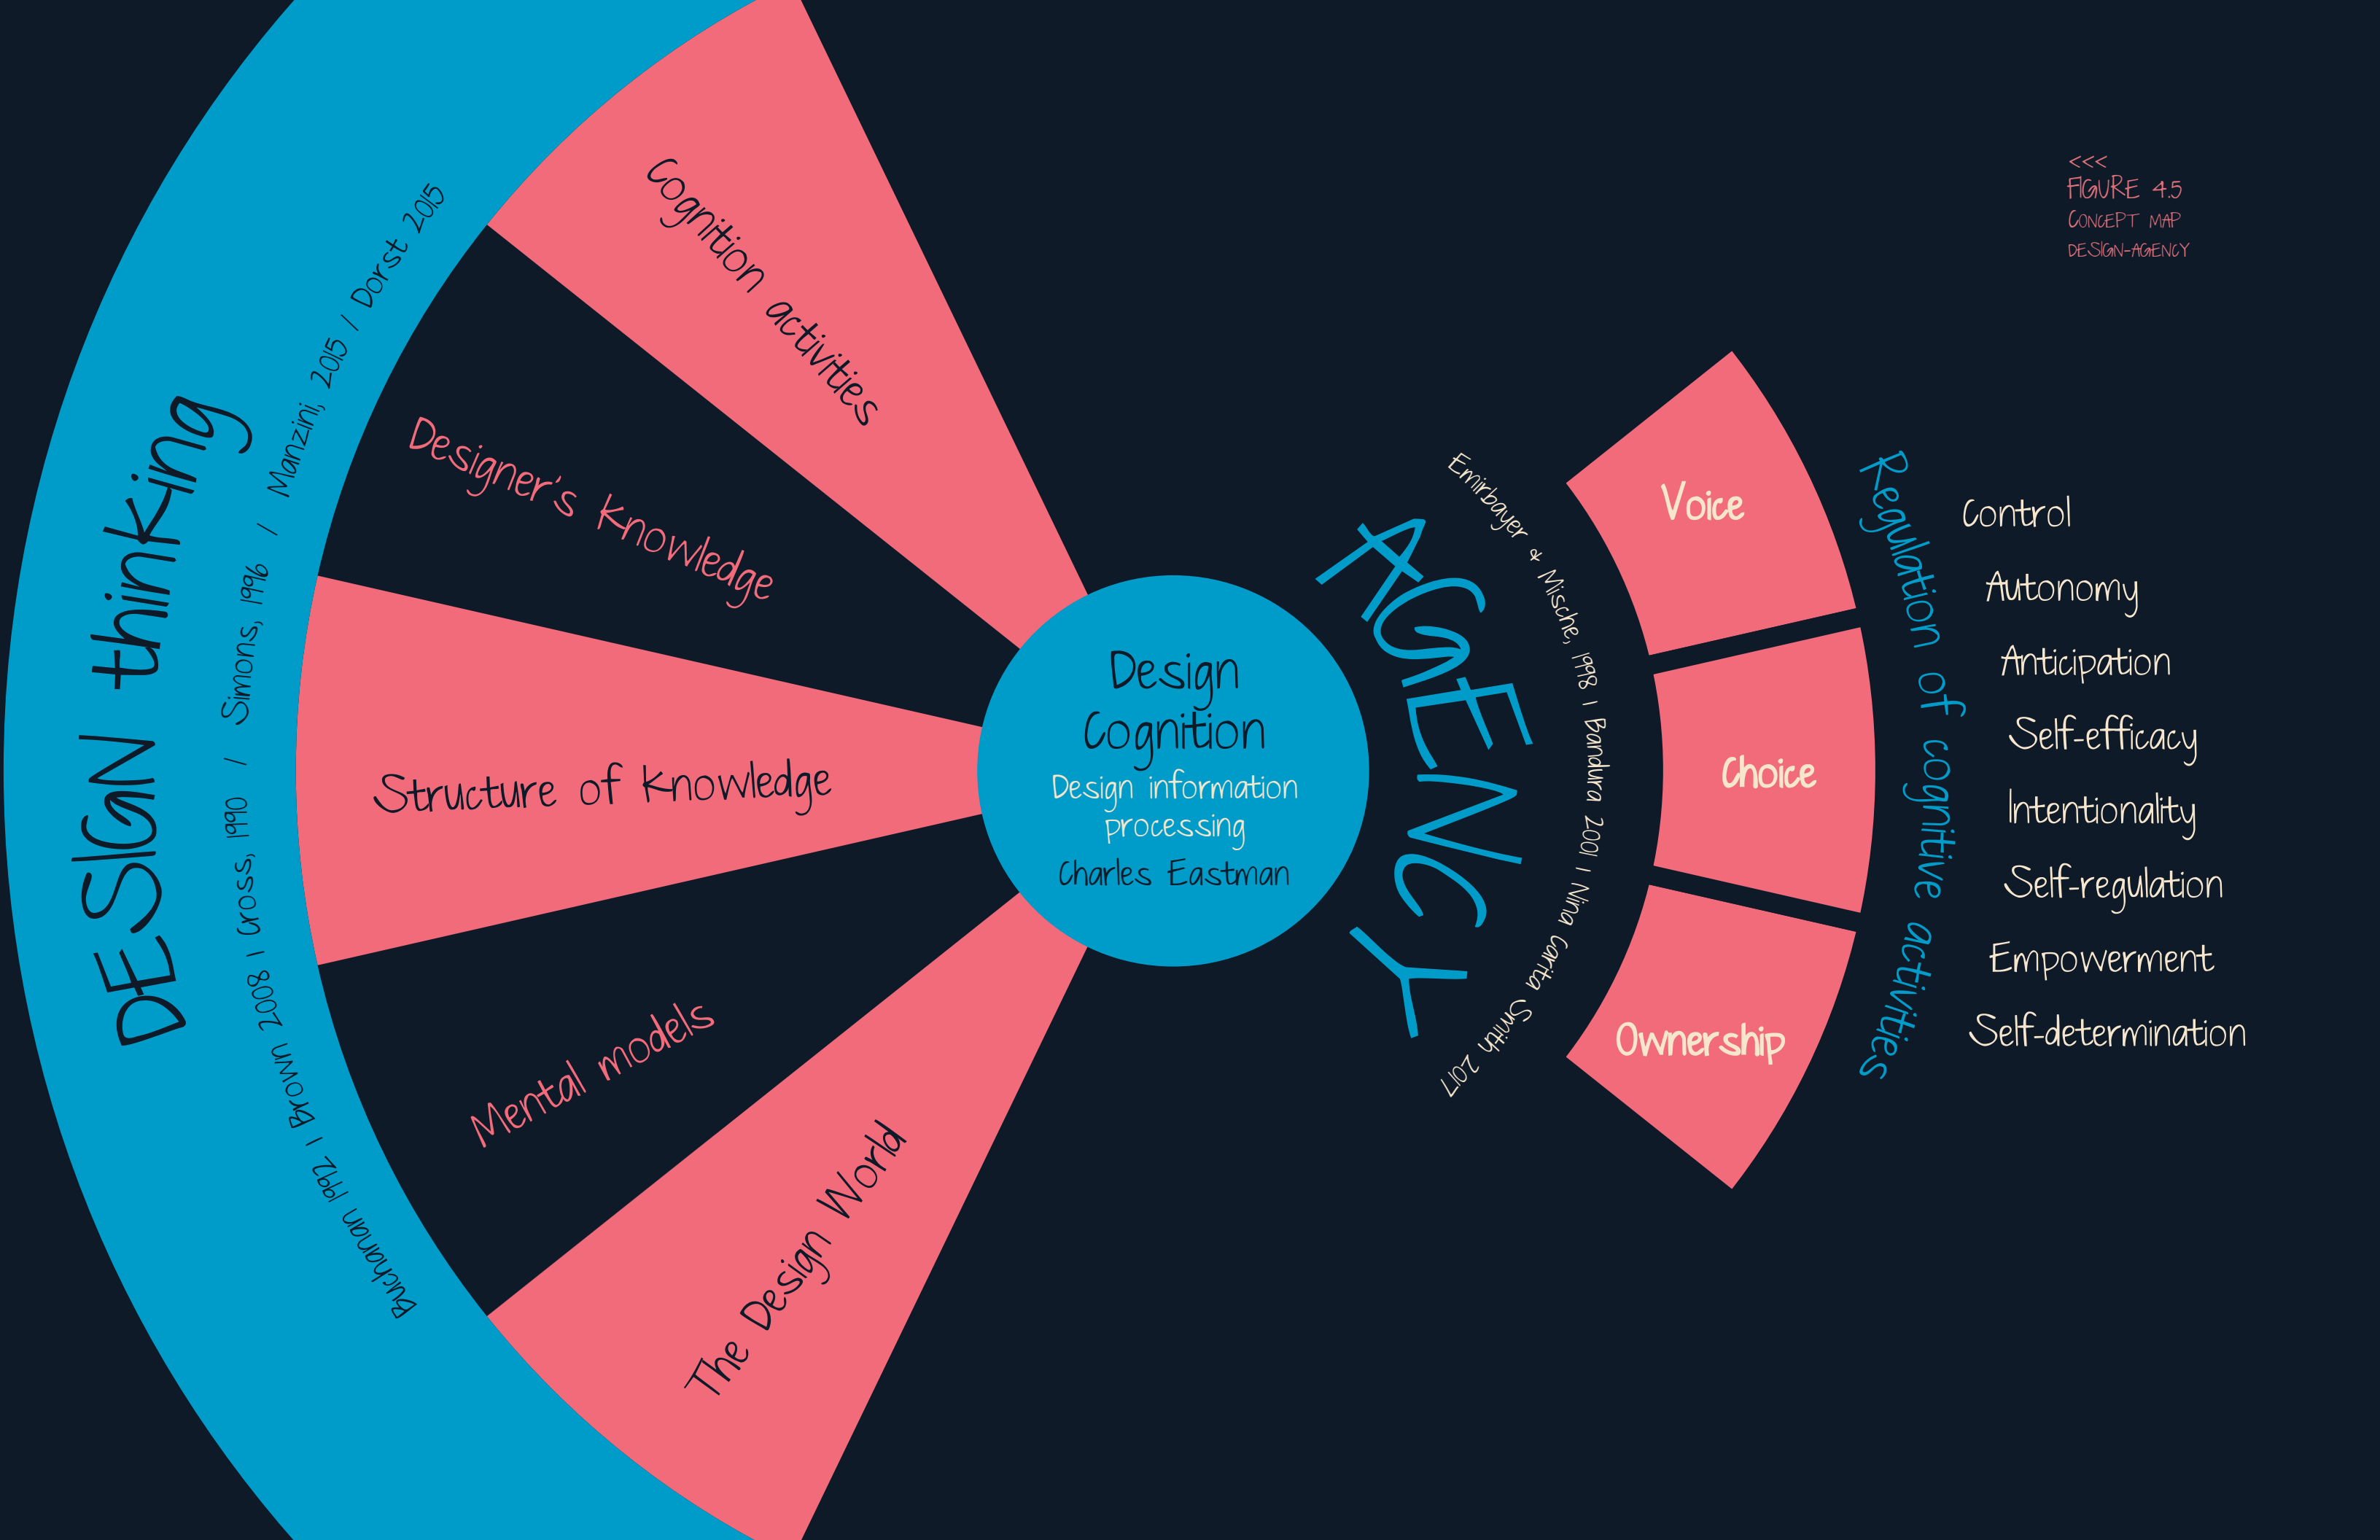 DESIGN thinking
Buchanan 1992 / Brown 2008 / Cross, 1990 / Simons, 1996 / Manzini, 2015 / Dorst 2015
Cognition activities
Designer's Knowledge
Structure of Knowledge
Mental models
The Design World
Design
Cognition
Design information
processing
Charles Eastman
AGENCY
Emirbayer & Mische, 1998 / Bandura 2001 / Nina Carita Smith 2017
Voice
Choice
Ownership
Regulation of cognitive activities
Control
Autonomy
Anticipation
Self-efficacy
Intentionality
Self-regulation
Empowerment
Self-determination
<<<
FIGURE 4.5
CONCEPT MAP
DESIGN-AGENCY